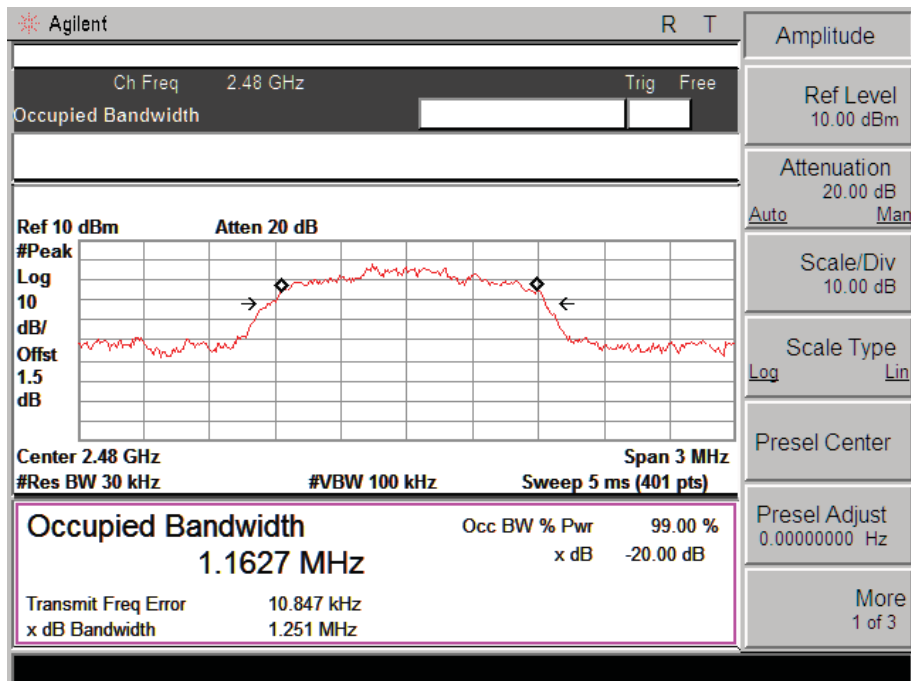 Agilent R T
Ch Freq 2.48 GHz Trig Free
Occupied Bandwidth
Ref 10 dBm Atten 20 dB
#Peak
Log
10
dB/
Offst
1.5
dB
Center 2.48 GHz Span 3 MHz
#Res BW 30 kHz #VBW 100 kHz Sweep 5 ms (401 pts)
Occupied Bandwidth
1.1627 MHz
Occ BW % Pwr 99.00 %
x dB -20.00 dB
Transmit Freq Error 10.847 kHz
x dB Bandwidth 1.251 MHz
Amplitude
Ref Level
10.00 dBm
Attenuation
20.00 dB
Auto Man
Scale/Div
10.00 dB
Scale Type
Log Lin
Presel Center
Presel Adjust
0.00000000 Hz
More
1 of 3